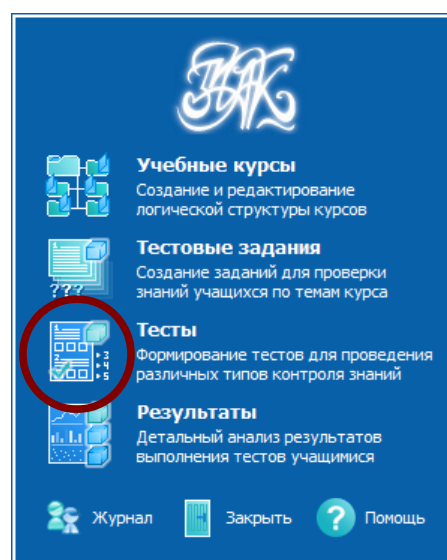 ЗНАК
Учебные курсы
Создание и редактирование
логической структуры курсов
Тестовые задания
Создание заданий для проверки
знаний учащихся по темам курса
???
Тесты
Формирование тестов для проведения
различных типов контроля знаний
Результаты
Детальный анализ результатов
выполнения тестов учащимися
Журнал Закрыть ? Помощь